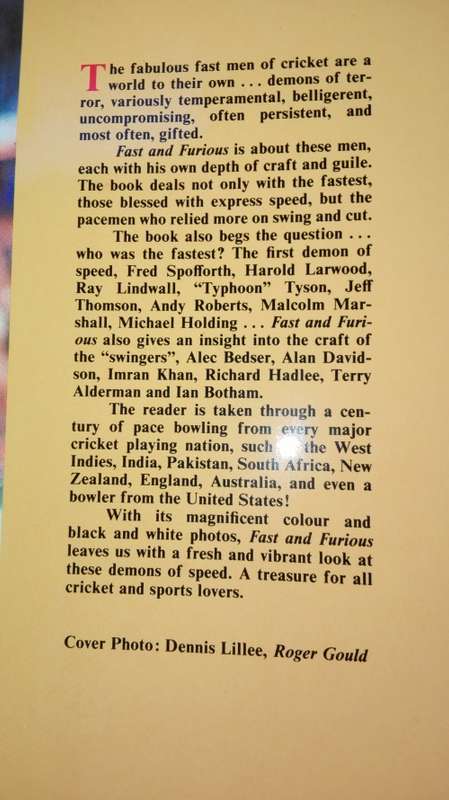 The fabulous fast men of cricket are a
world to their own ... demons of ter-
ror, variously temperamental, belligerent,
uncompromising, often persistent, and
most often, gifted.
Fast and Furious is about these men,
each with his own depth of craft and guile.
The book deals not only with the fastest,
those blessed with express speed, but the
pacemen who relied more on swing and cut.
The book also begs the question ...
who was the fastest? The first demon of
speed, Fred Spofforth, Harold Larwood,
Ray Lindwall, “Typhoon” Tyson, Jeff
Thomson, Andy Roberts, Malcolm Mar-
shall, Michael Holding ... Fast and Furi-
ous also gives an insight into the craft of
the “swingers”, Alec Bedser, Alan David-
son, Imran Khan, Richard Hadlee, Terry
Alderman and Ian Botham.
The reader is taken through a cen-
tury of pace bowling from every major
cricket playing nation, such the West
Indies, India, Pakistan, South Africa, New
Zealand, England, Australia, and even a
bowler from the United States!
With its magnificent colour and
black and white photos, Fast and Furious
leaves us with a fresh and vibrant look at
these demons of speed. A treasure for all
cricket and sports lovers.
Cover Photo: Dennis Lillee, Roger Gould